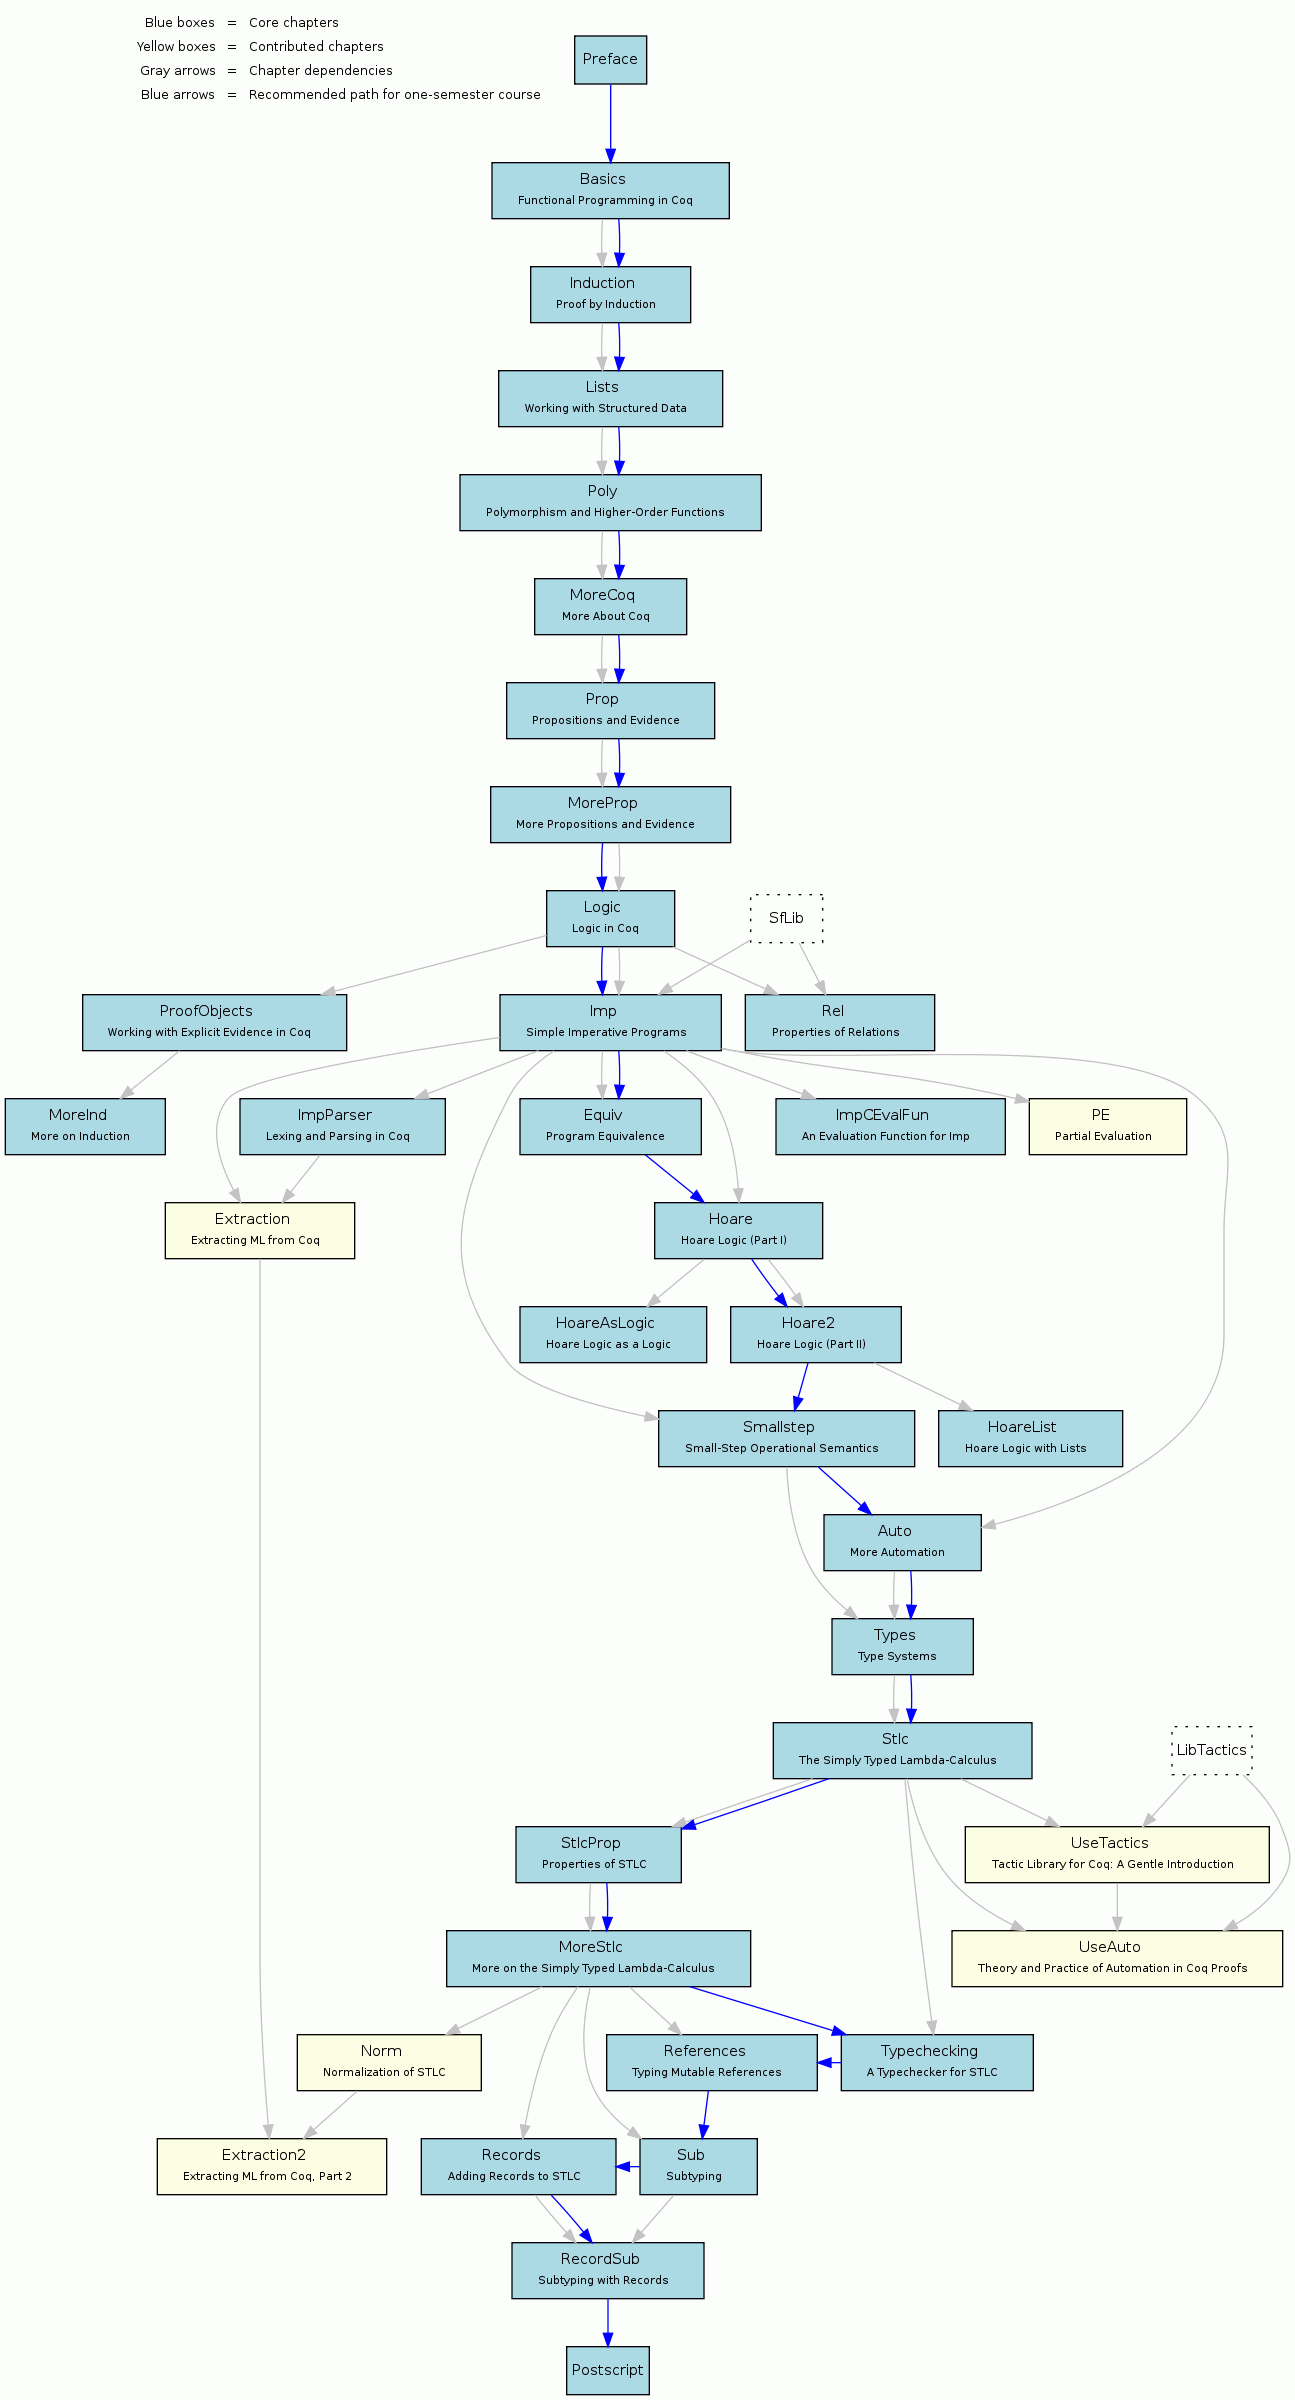 Blue boxes = Core chapters
Yellow boxes = Contributed chapters
Gray arrows = Chapter dependencies
Blue arrows = Recommended path for one-semester course
Preface
Basics
Functional Programming in Coq
Induction
Proof by Induction
Lists
Working with Structured Data
Poly
Polymorphism and Higher-Order Functions
MoreCoq
More About Coq
Prop
Propositions and Evidence
MoreProp
More Propositions and Evidence
Logic
Logic in Coq
SfLib
ProofObjects
Working with Explicit Evidence in Coq
Imp
Simple Imperative Programs
Rel
Properties of Relations
MoreInd
More on Induction
ImpParser
Lexing and Parsing in Coq
Equiv
Program Equivalence
ImpCEvalFun
An Evaluation Function for Imp
PE
Partial Evaluation
Extraction
Extracting ML from Coq
Hoare
Hoare Logic (Part I)
HoareAsLogic
Hoare Logic as a Logic
Hoare2
Hoare Logic (Part II)
Smallstep
Small-Step Operational Semantics
HoareList
Hoare Logic with Lists
Auto
More Automation
Types
Type Systems
Stlc
The Simply Typed Lambda-Calculus
LibTactics
StlcProp
Properties of STLC
UseTactics
Tactic Library for Coq: A Gentle Introduction
MoreStlc
More on the Simply Typed Lambda-Calculus
UseAuto
Theory and Practice of Automation in Coq Proofs
Norm
Normalization of STLC
References
Typing Mutable References
Typechecking
A Typechecker for STLC
Extraction2
Extracting ML from Coq, Part 2
Records
Adding Records to STLC
Sub
Subtyping
RecordSub
Subtyping with Records
Postscript